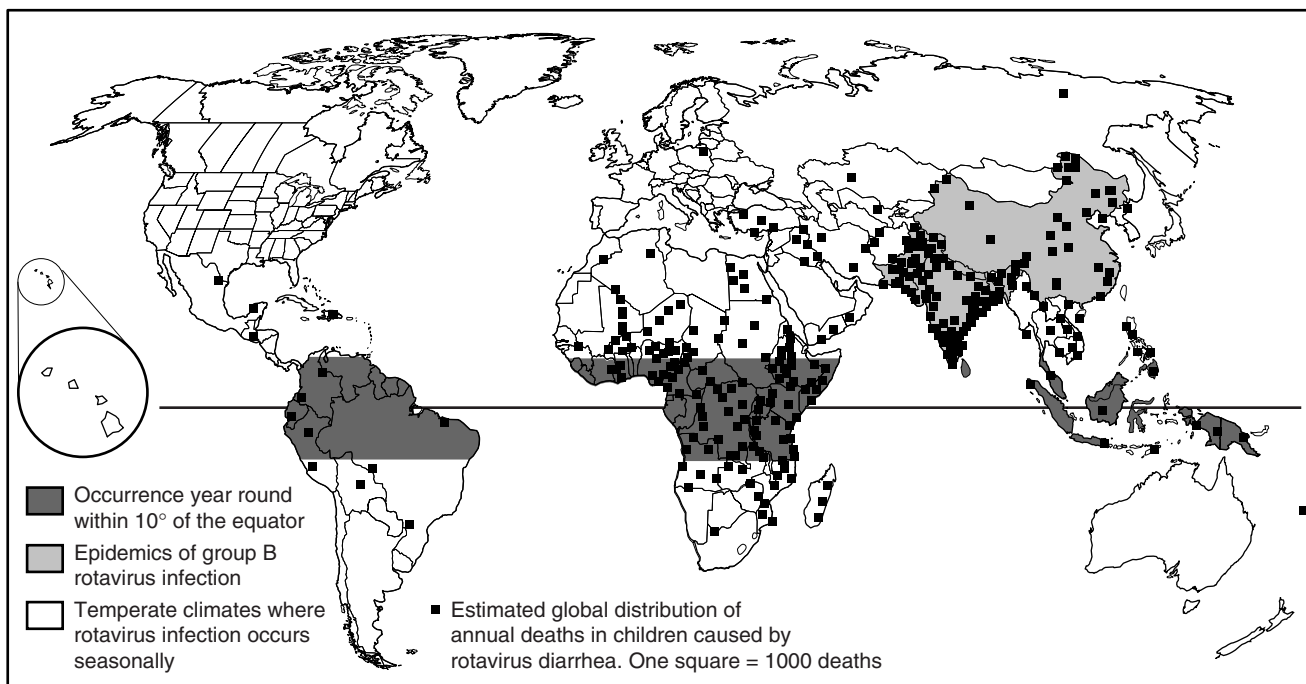 Occurrence year round
within 10° of the equator
Epidemics of group B
rotavirus infection
Temperate climates where
rotavirus infection occurs
seasonally
Estimated global distribution of
annual deaths in children caused by
rotavirus diarrhea. One square = 1000 deaths